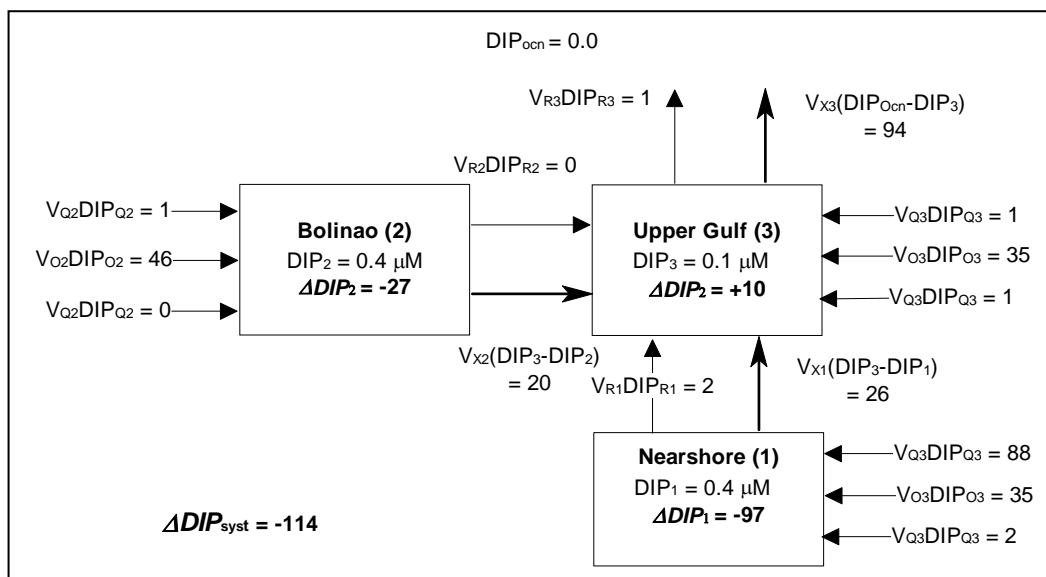 DIPocn = 0.0
VR3DIPR3 = 1
VX3(DIPOcn-DIP3)
= 94
VR2DIPR2 = 0
VQ2DIPQ2 = 1
VO2DIPO2 = 46
VQ2DIPQ2 = 0
Bolinao (2)
DIP2 = 0.4 μM
ΔDIP2 = -27
Upper Gulf (3)
DIP3 = 0.1 μM
ΔDIP2 = +10
VQ3DIPQ3 = 1
VO3DIPO3 = 35
VQ3DIPQ3 = 1
VX2(DIP3-DIP2)
= 20
VR1DIPR1 = 2
VX1(DIP3-DIP1)
= 26
Nearshore (1)
DIP1 = 0.4 μM
ΔDIP1 = -97
VQ3DIPQ3 = 88
VO3DIPO3 = 35
VQ3DIPQ3 = 2
ΔDIPsyst = -114